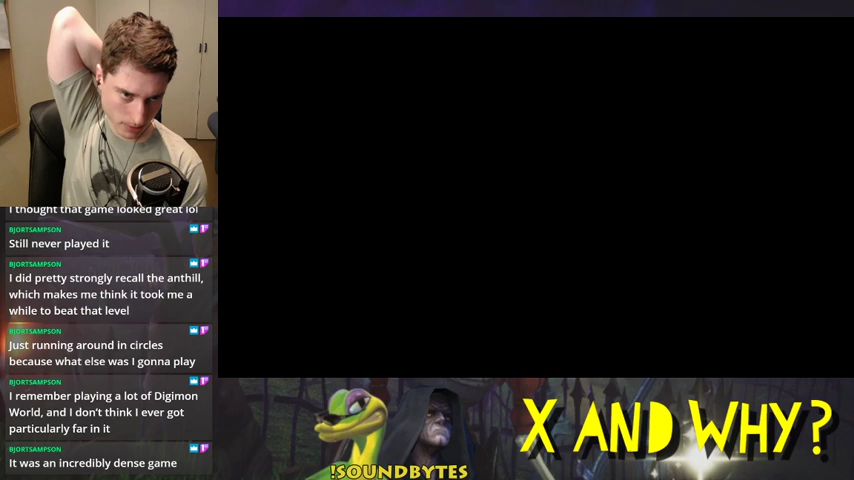 I thought that game looked great lol
BJORTSAMPSON
Still never played it
BJORTSAMPSON
I did pretty strongly recall the anthill,
which makes me think it took me a
while to beat that level
BJORTSAMPSON
Just running around in circles
because what else was I gonna play
BJORTSAMPSON
I remember playing a lot of Digimon
World, and I don't think I ever got
particularly far in it
BJORTSAMPSON
It was an incredibly dense game
!SOUNDBYTES
X AND WHY?